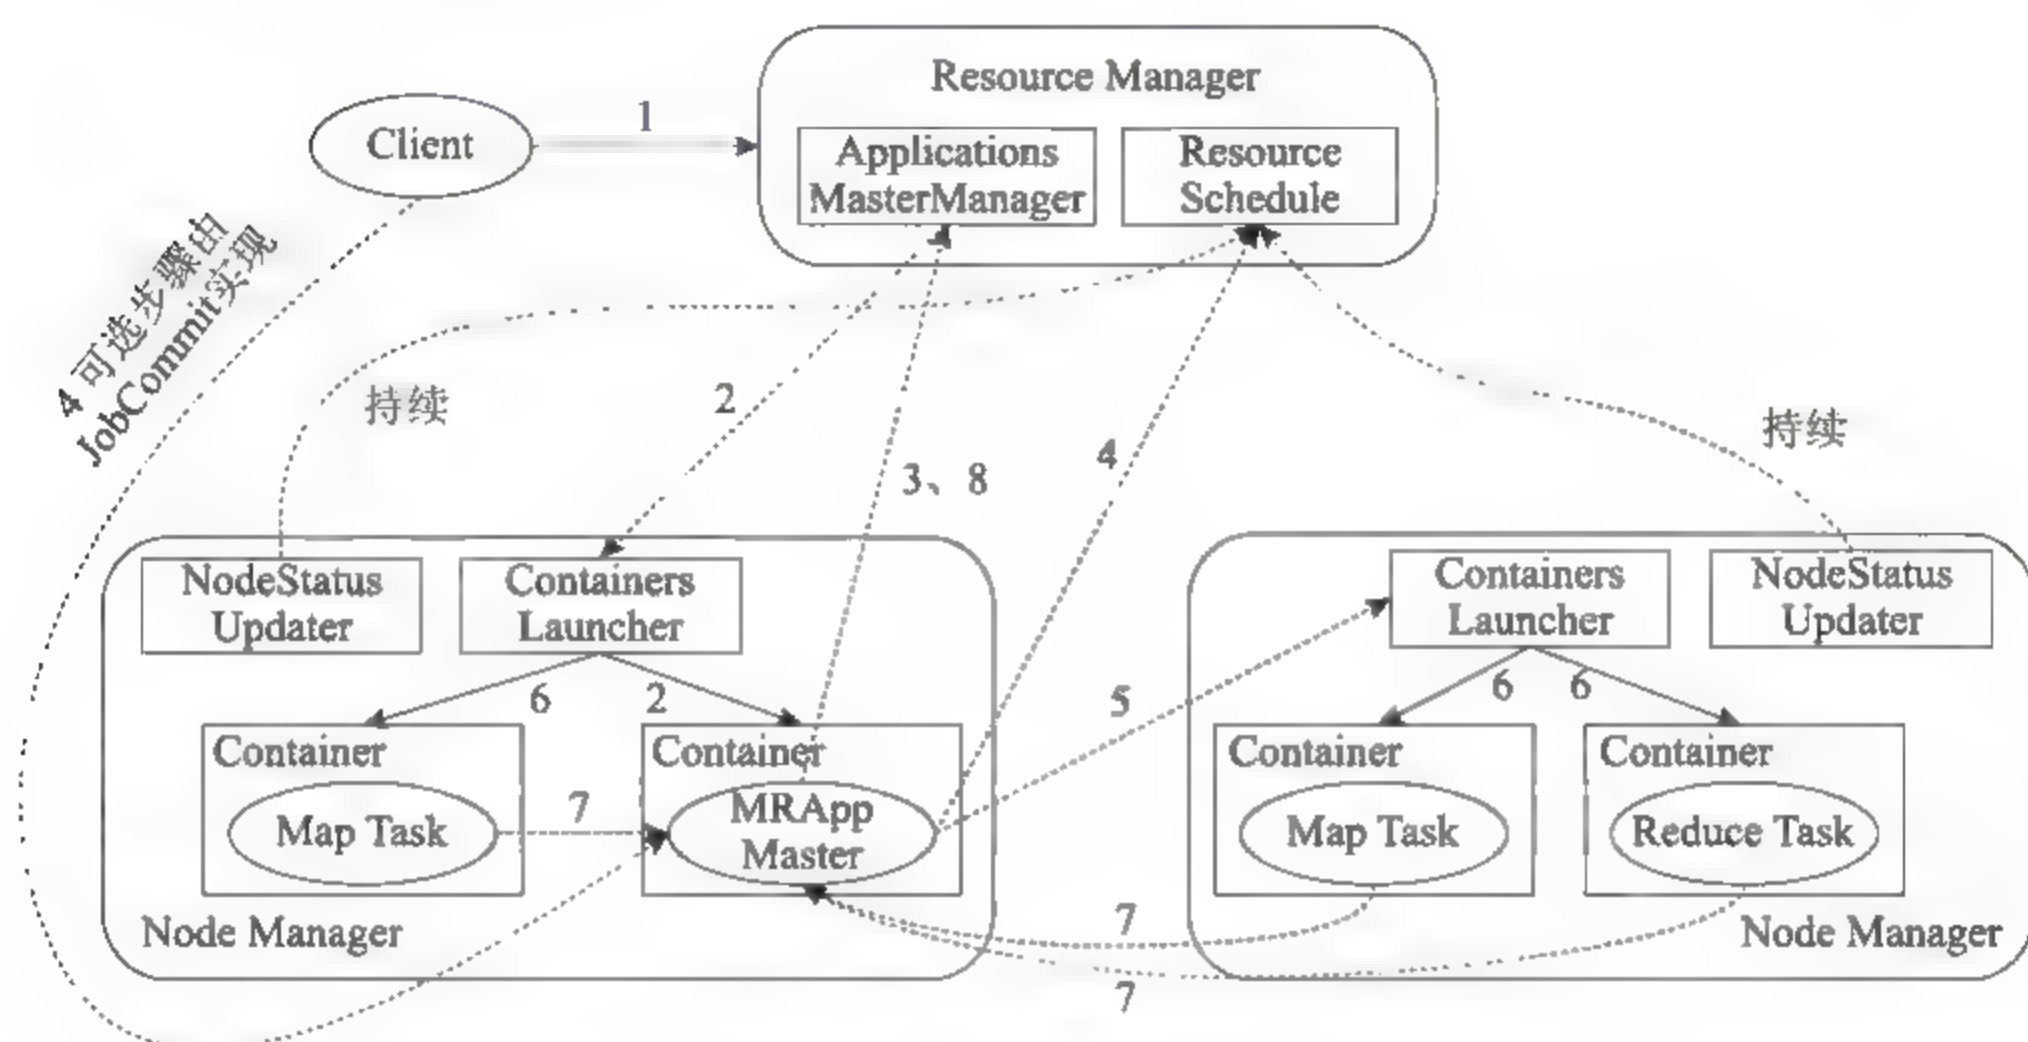 Resource Manager
Client
1
Applications
MasterManager
Resource
Schedule
4 可选步骤由
JobCommit实现
持续
2
3、8
4
持续
NodeStatus
Updater
Containers
Launcher
Containers
Launcher
NodeStatus
Updater
6
2
5
6
6
Container
Map Task
7
Container
MRApp
Master
Container
Map Task
Container
Reduce Task
Node Manager
7
7
Node Manager